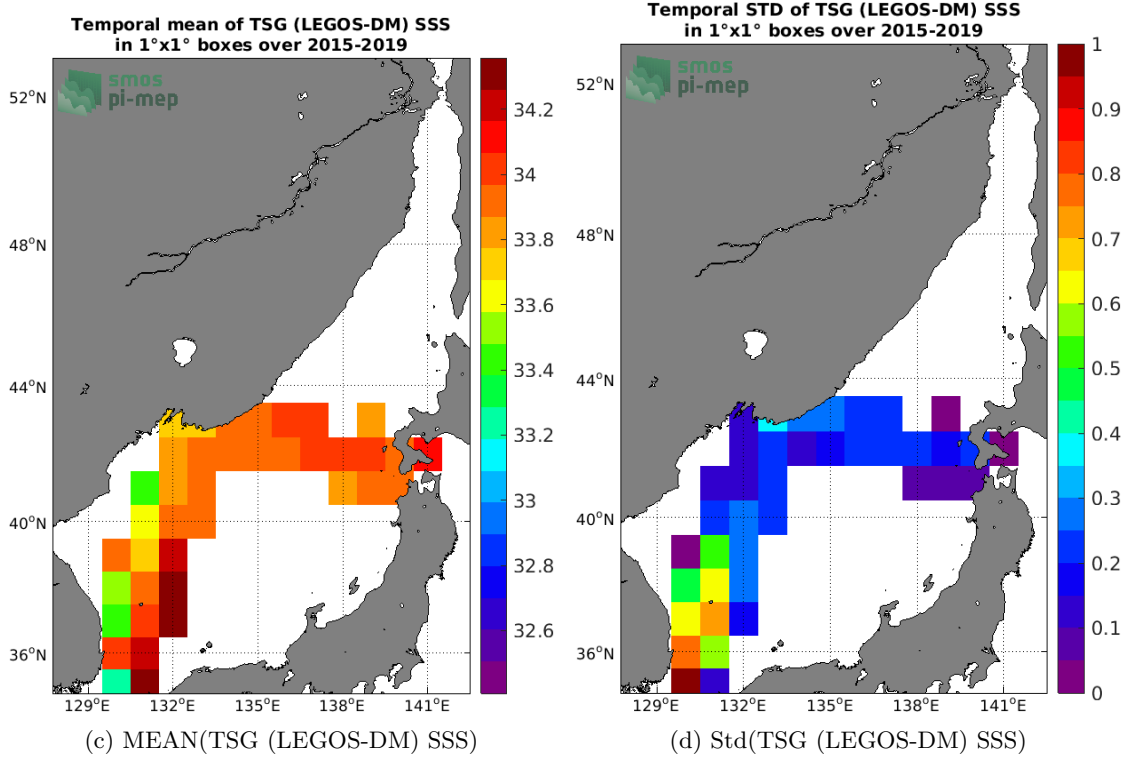 Temporal mean of TSG (LEGOS-DM) SSS
in 1°x1° boxes over 2015-2019
smos
pi-mep
52°N
48°N
44°N
40°N
36°N
129°E
132°E
135°E
138°E
141°E
34.2
34
33.8
33.6
33.4
33.2
33
32.8
32.6
(c) MEAN(TSG (LEGOS-DM) SSS)
Temporal STD of TSG (LEGOS-DM) SSS
in 1°x1° boxes over 2015-2019
smos
pi-mep
52°N
48°N
44°N
40°N
36°N
129°E
132°E
135°E
138°E
141°E
1
0.9
0.8
0.7
0.6
0.5
0.4
0.3
0.2
0.1
0
(d) Std(TSG (LEGOS-DM) SSS)